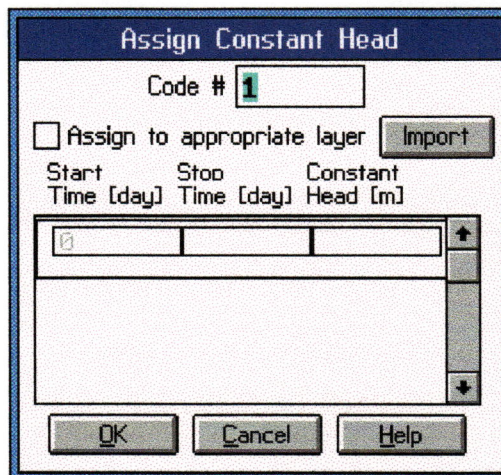 Assign Constant Head
Code # 1
Assign to appropriate layer Import
Start Stop Constant
Time [day] Time [day] Head [m]
0
OK Cancel Help